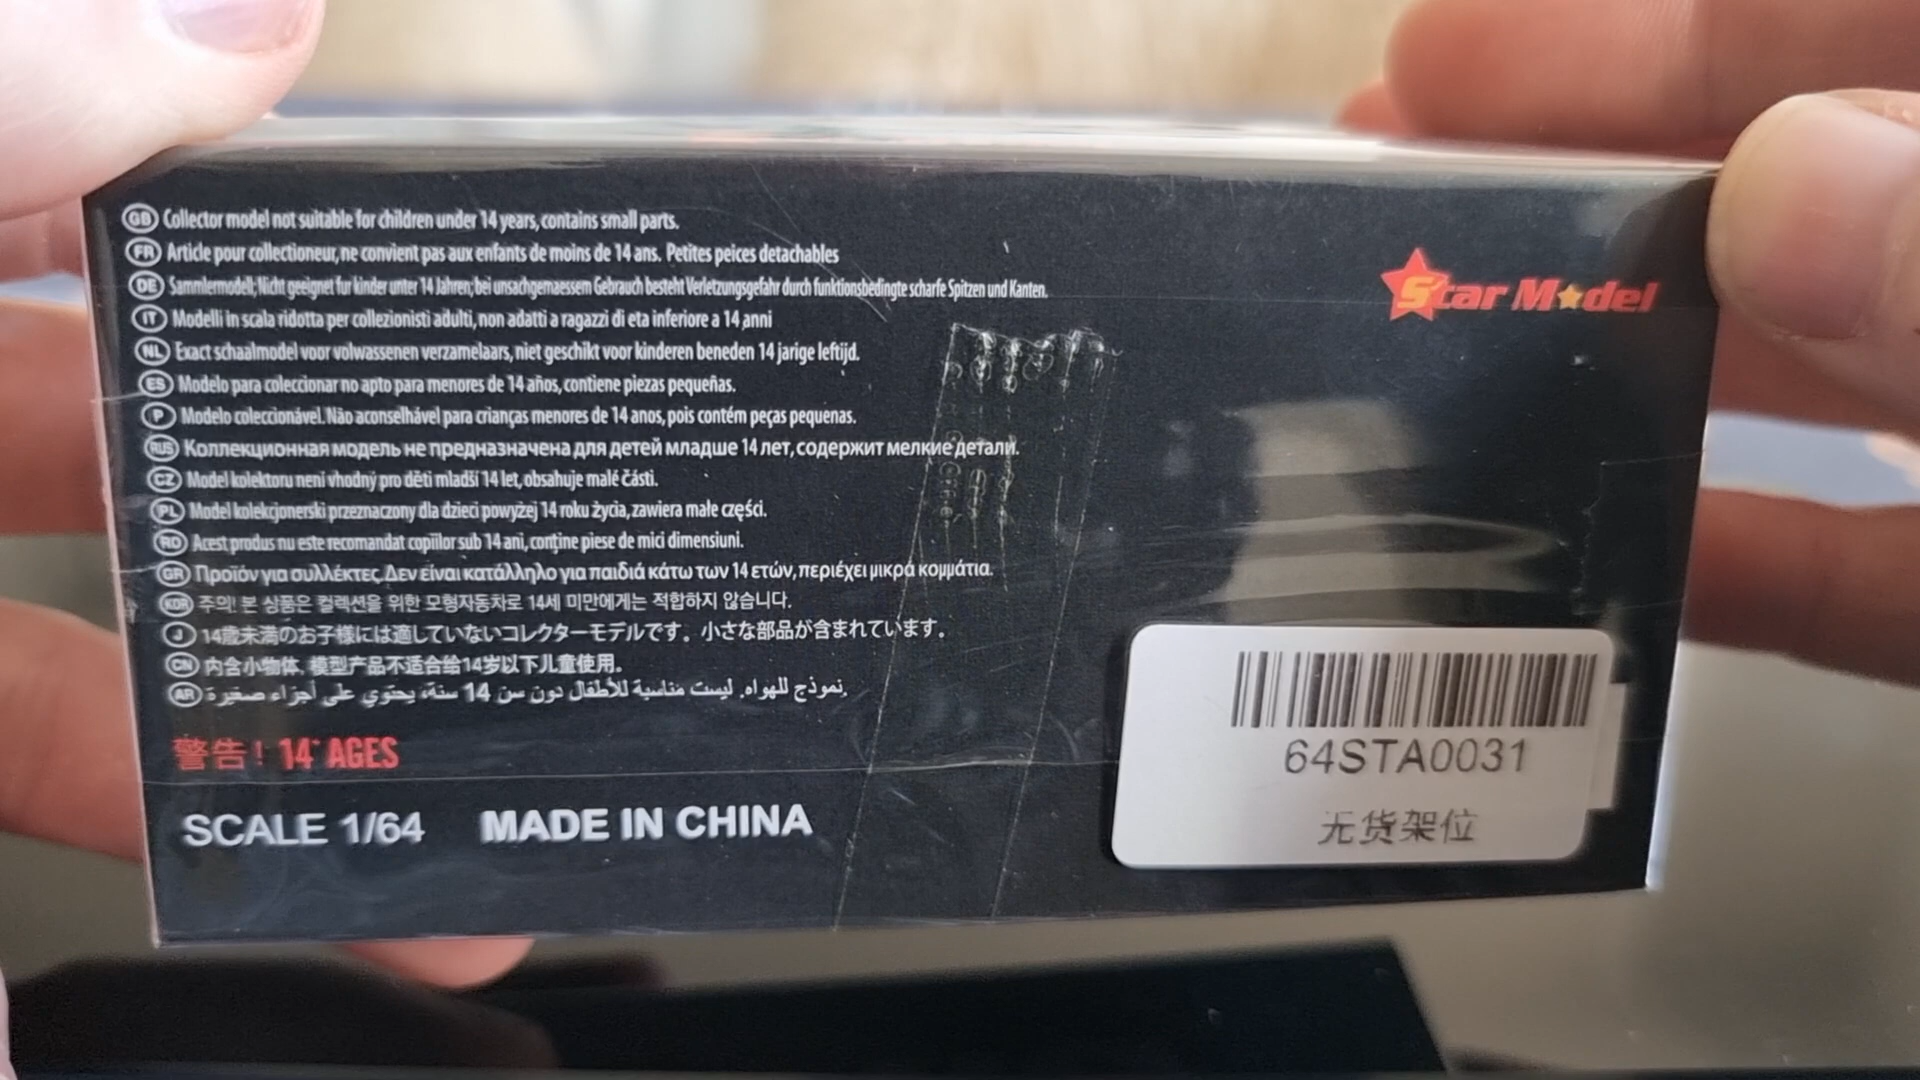 GB Collector model not suitable for children under 14 years, contains small parts.
FR Article pour collectioneur, ne convient pas aux enfants de moins de 14 ans. Petites peices detachables
DE Sammlermodell; Nicht geeignet fur kinder unter 14 Jahren; bei unsachgemaessem Gebrauch besteht Verletzungsgefahr durch funktionsbedingte scharfe Spitzen und Kanten.
IT Modelli in scala ridotta per collezionisti adulti, non adatti a ragazzi di eta inferiore a 14 anni
NL Exact schaalmodel voor volwassenen verzamelaars, niet geschikt voor kinderen beneden 14 jarige leftijd.
ES Modelo para coleccionar no apto para menores de 14 años, contiene piezas pequeñas.
P Modelo coleccionável. Não aconselhável para crianças menores de 14 anos, pois contém peças pequenas.
RUS Коллекционная модель не предназначена для детей младше 14 лет, содержит мелкие детали.
CZ Model kolektoru není vhodný pro děti mladší 14 let, obsahuje malé části.
PL Model kolekcjonerski przeznaczony dla dzieci powyżej 14 roku życia, zawiera małe części.
RO Acest produs nu este recomandat copiilor sub 14 ani, conține piese de mici dimensiuni.
GR Προϊόν για συλλέκτες. Δεν είναι κατάλληλο για παιδιά κάτω των 14 ετών, περιέχει μικρά κομμάτια.
KOR 주의! 본 상품은 컬렉션을 위한 모형자동차로 14세 미만에게는 적합하지 않습니다.
J 14歳未満のお子様には適していないコレクターモデルです。小さな部品が含まれています。
CN 内含小物体, 模型产品不适合给14岁以下儿童使用。
AR نموذج للهواه. ليست مناسبة للأطفال دون سن 14 سنة، يحتوي على أجزاء صغيرة.
警告! 14+ AGES
SCALE 1/64 MADE IN CHINA
Star Model
64STA0031
无货架位